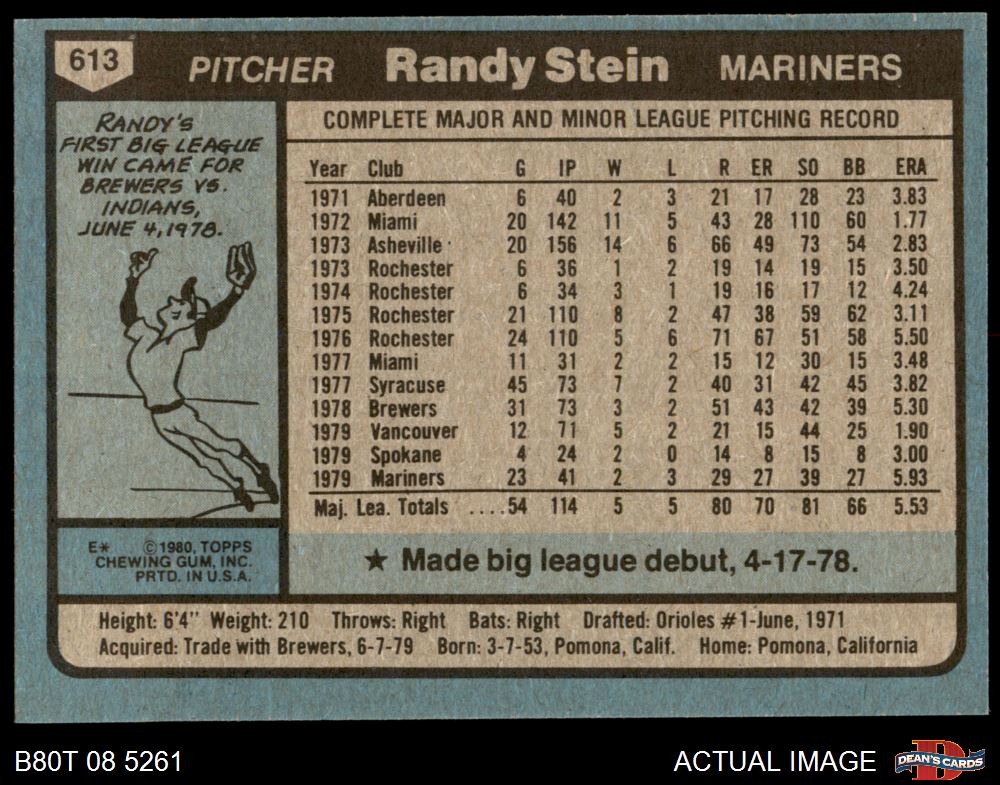 613 PITCHER Randy Stein MARINERS
RANDY'S
FIRST BIG LEAGUE
WIN CAME FOR
BREWERS VS.
INDIANS,
JUNE 4, 1978.
E* ©1980, TOPPS
CHEWING GUM, INC.
PRTD. IN U.S.A.
COMPLETE MAJOR AND MINOR LEAGUE PITCHING RECORD
Year Club G IP W L R ER SO BB ERA
1971 Aberdeen 6 40 2 3 21 17 28 23 3.83
1972 Miami 20 142 11 5 43 28 110 60 1.77
1973 Asheville 20 156 14 6 66 49 73 54 2.83
1973 Rochester 6 36 1 2 19 14 19 15 3.50
1974 Rochester 6 34 3 1 19 16 17 12 4.24
1975 Rochester 21 110 8 2 47 38 59 62 3.11
1976 Rochester 24 110 5 6 71 67 51 58 5.50
1977 Miami 11 31 2 2 15 12 30 15 3.48
1977 Syracuse 45 73 7 2 40 31 42 45 3.82
1978 Brewers 31 73 3 2 51 43 42 39 5.30
1979 Vancouver 12 71 5 2 21 15 44 25 1.90
1979 Spokane 4 24 2 0 14 8 15 8 3.00
1979 Mariners 23 41 2 3 29 27 39 27 5.93
Maj. Lea. Totals ....54 114 5 5 80 70 81 66 5.53
★ Made big league debut, 4-17-78.
Height: 6'4" Weight: 210 Throws: Right Bats: Right Drafted: Orioles #1-June, 1971
Acquired: Trade with Brewers, 6-7-79 Born: 3-7-53, Pomona, Calif. Home: Pomona, California
B80T 08 5261 ACTUAL IMAGE DEAN'S CARDS